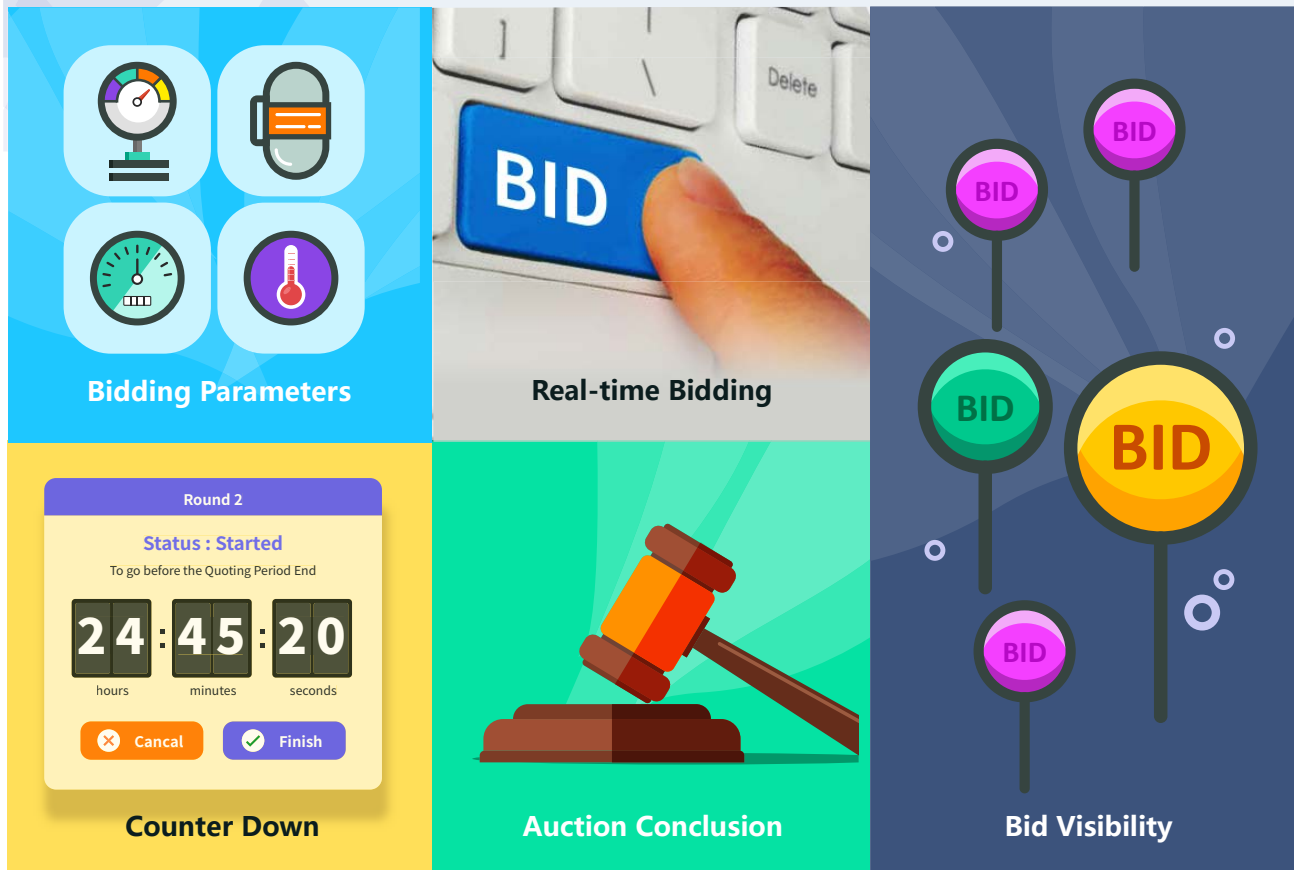 Bidding Parameters
]
\
Delete
BID
Real-time Bidding
Round 2
Status : Started
To go before the Quoting Period End
24:45:20
hours minutes seconds
Cancal Finish
Counter Down
Auction Conclusion
BID
BID
BID
BID
BID
Bid Visibility